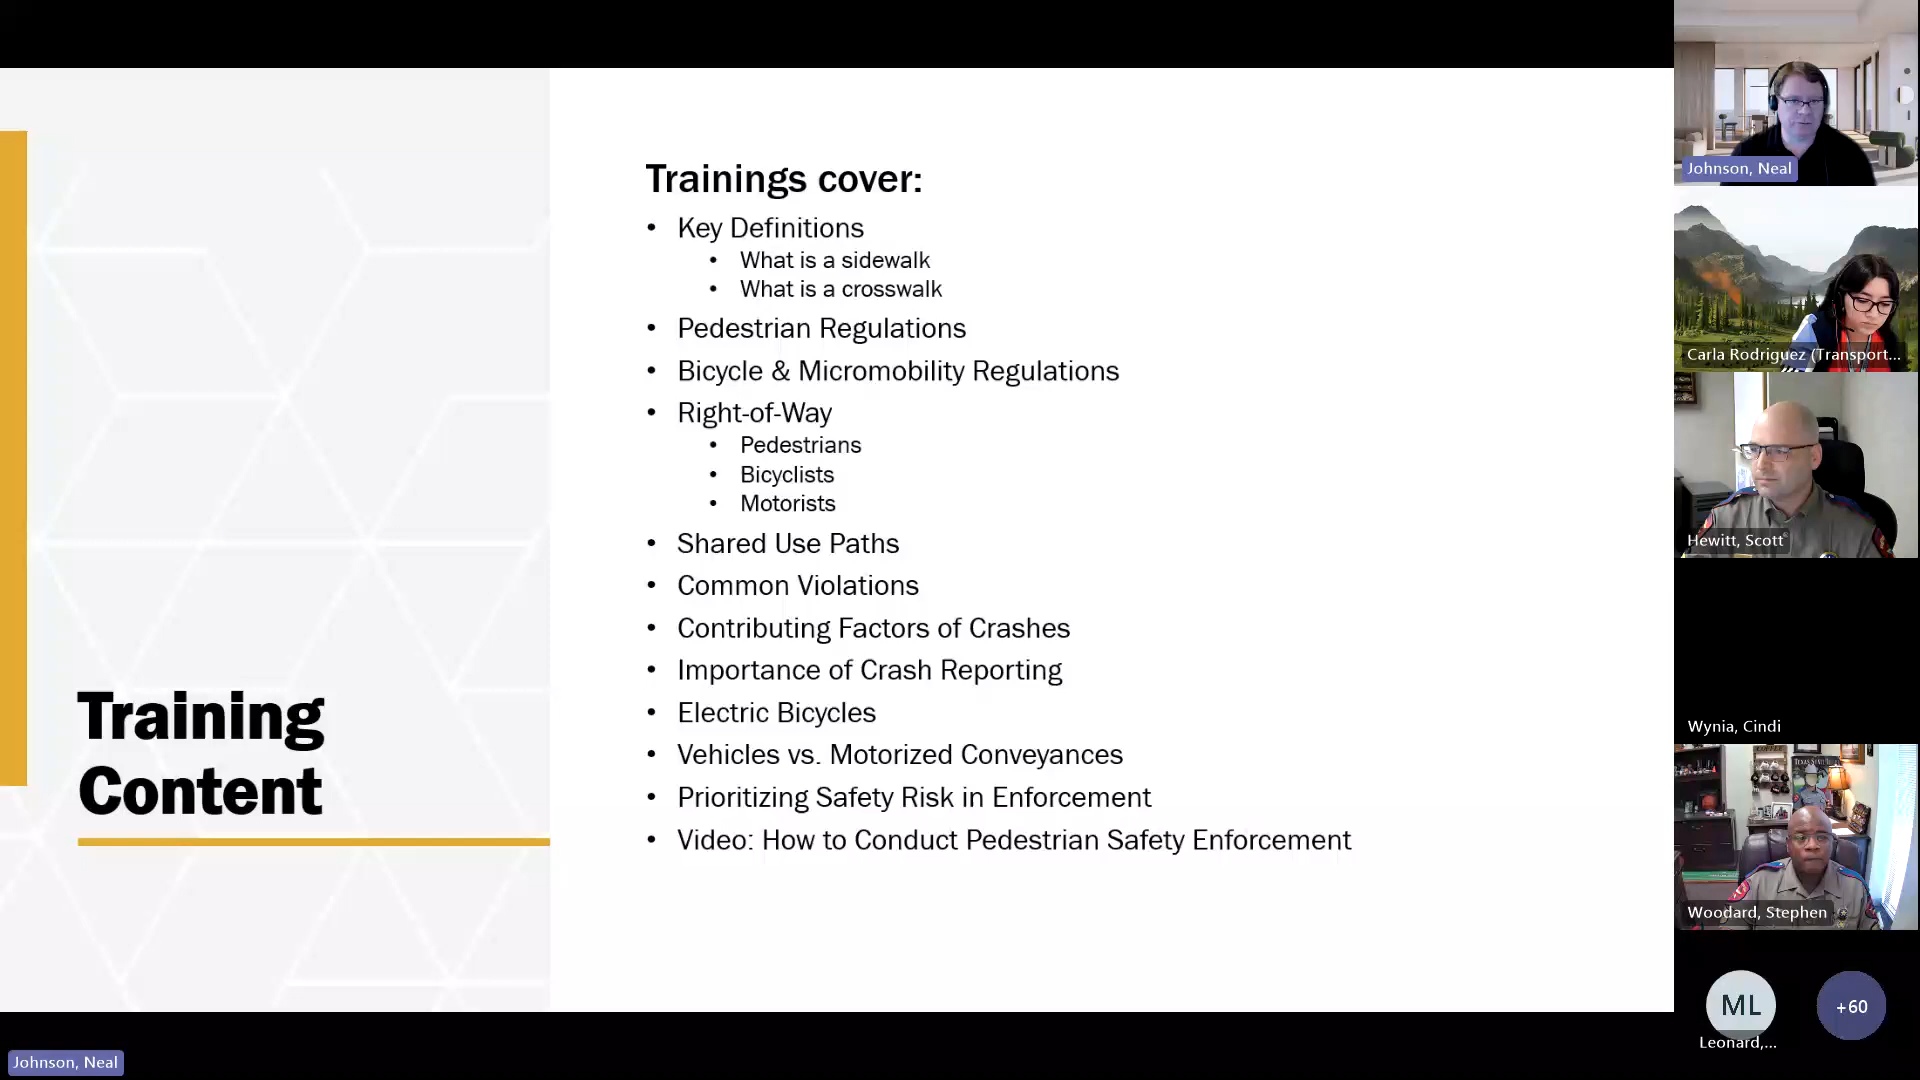 Training
Content
Trainings cover:
• Key Definitions
• What is a sidewalk
• What is a crosswalk
• Pedestrian Regulations
• Bicycle & Micromobility Regulations
• Right-of-Way
• Pedestrians
• Bicyclists
• Motorists
• Shared Use Paths
• Common Violations
• Contributing Factors of Crashes
• Importance of Crash Reporting
• Electric Bicycles
• Vehicles vs. Motorized Conveyances
• Prioritizing Safety Risk in Enforcement
• Video: How to Conduct Pedestrian Safety Enforcement
Johnson, Neal
Carla Rodriguez (Transport...
Hewitt, Scott
Wynia, Cindi
Woodard, Stephen
ML
+60
Leonard,...
Johnson, Neal